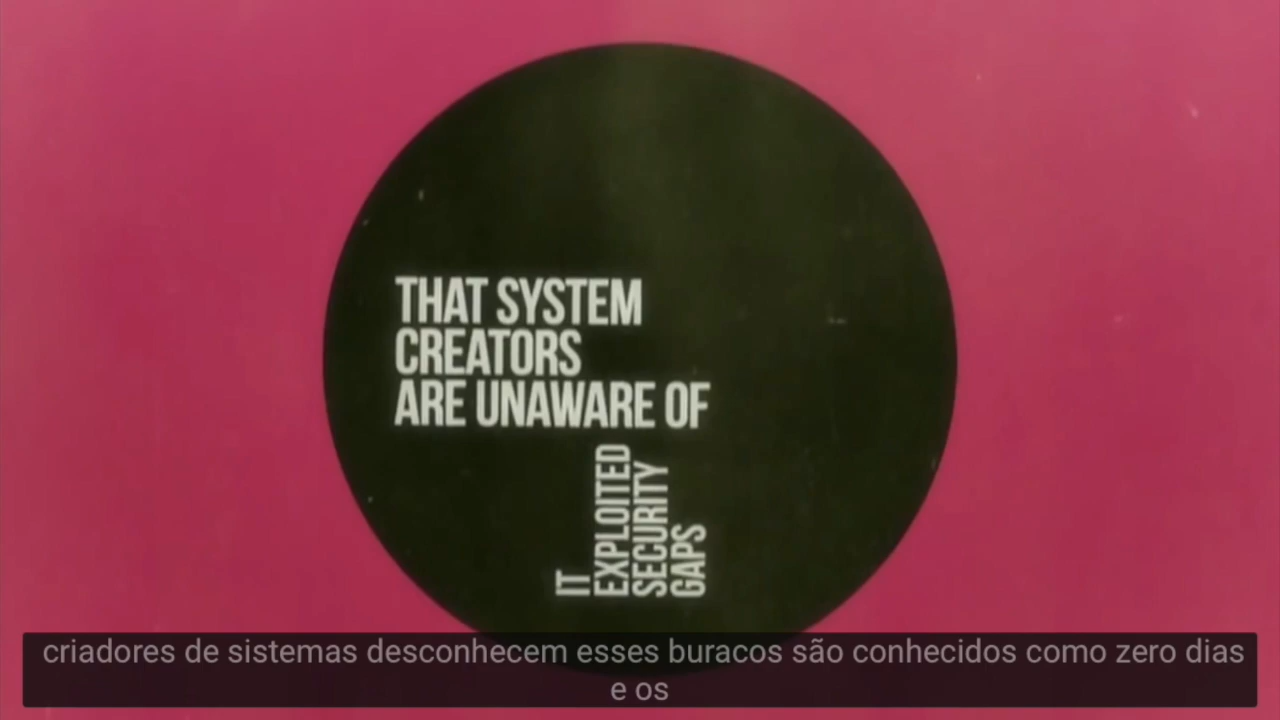 THAT SYSTEM
CREATORS
ARE UNAWARE OF
IT
EXPLOITED
SECURITY
GAPS
criadores de sistemas desconhecem esses buracos são conhecidos como zero dias
e os